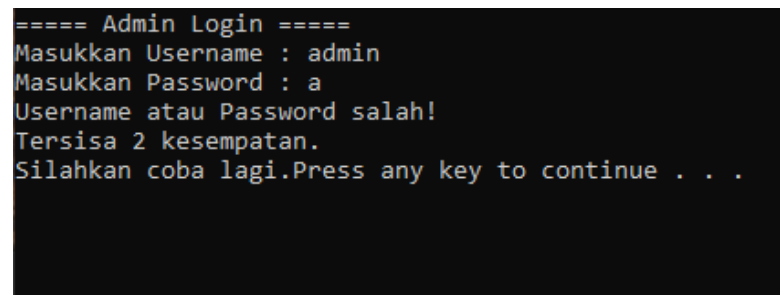 ===== Admin Login =====
Masukkan Username : admin
Masukkan Password : a
Username atau Password salah!
Tersisa 2 kesempatan.
Silahkan coba lagi.Press any key to continue . . .